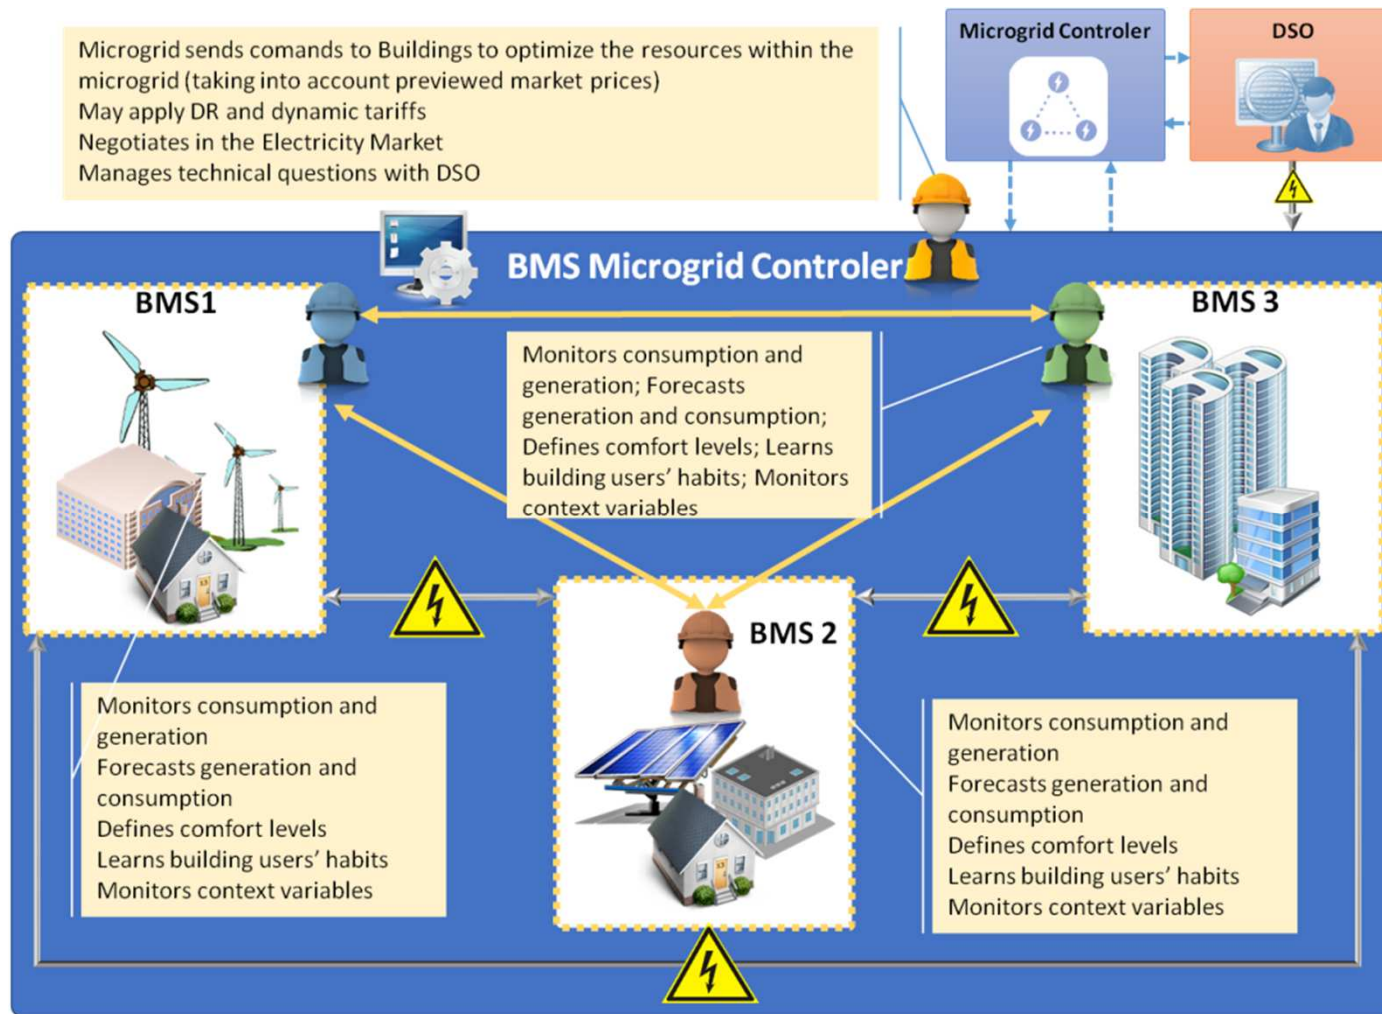 Microgrid sends comands to Buildings to optimize the resources within the
microgrid (taking into account previewed market prices)
May apply DR and dynamic tariffs
Negotiates in the Electricity Market
Manages technical questions with DSO
Microgrid Controler
DSO
BMS Microgrid Controler
BMS1
BMS 3
Monitors consumption and
generation; Forecasts
generation and consumption;
Defines comfort levels; Learns
building users’ habits; Monitors
context variables
BMS 2
Monitors consumption and
generation
Forecasts generation and
consumption
Defines comfort levels
Learns building users’ habits
Monitors context variables
Monitors consumption and
generation
Forecasts generation and
consumption
Defines comfort levels
Learns building users’ habits
Monitors context variables